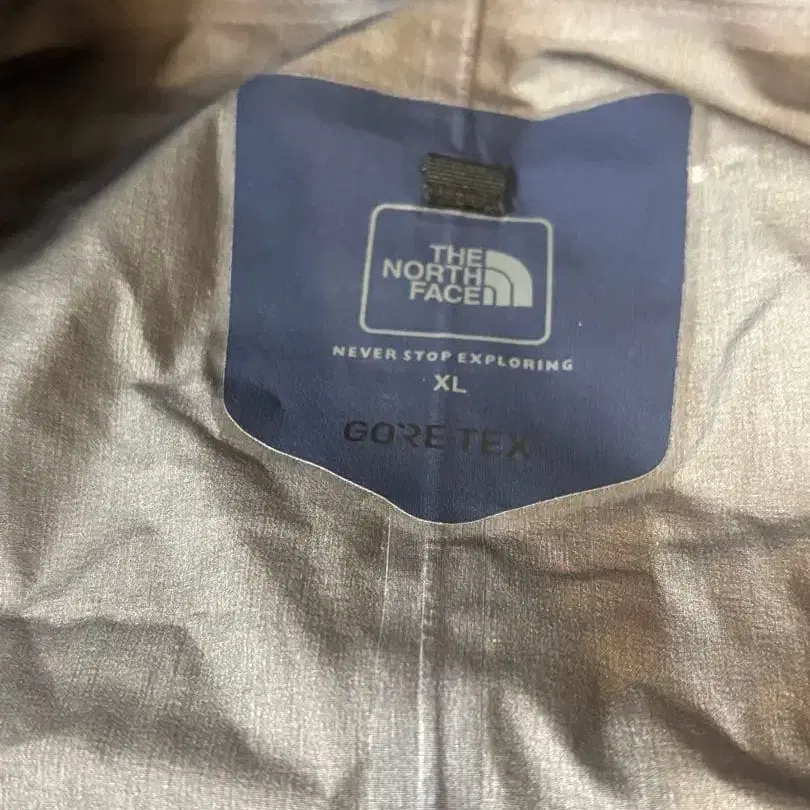 THE
NORTH
FACE
NEVER STOP EXPLORING
XL
GORE-TEX